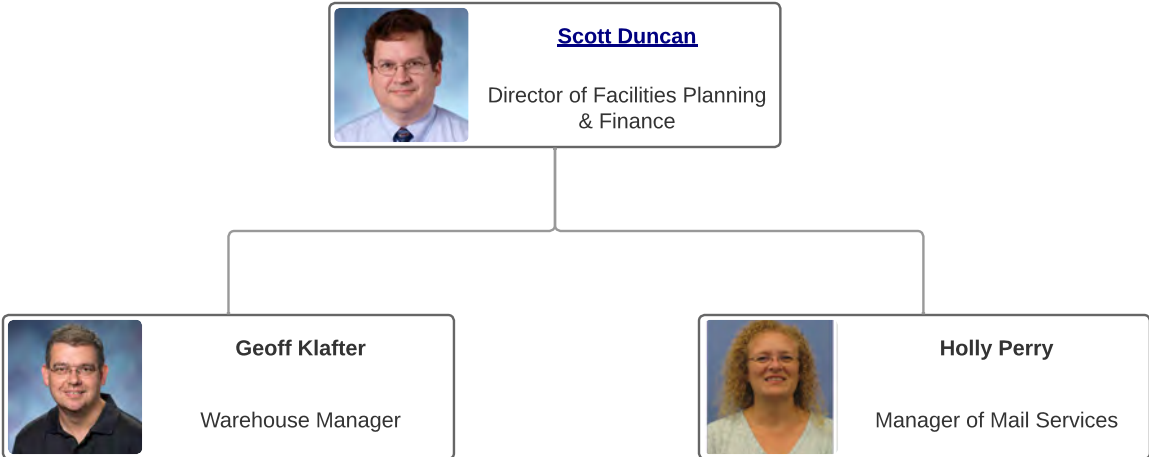 Scott Duncan
Director of Facilities Planning
& Finance
Geoff Klafter
Warehouse Manager
Holly Perry
Manager of Mail Services